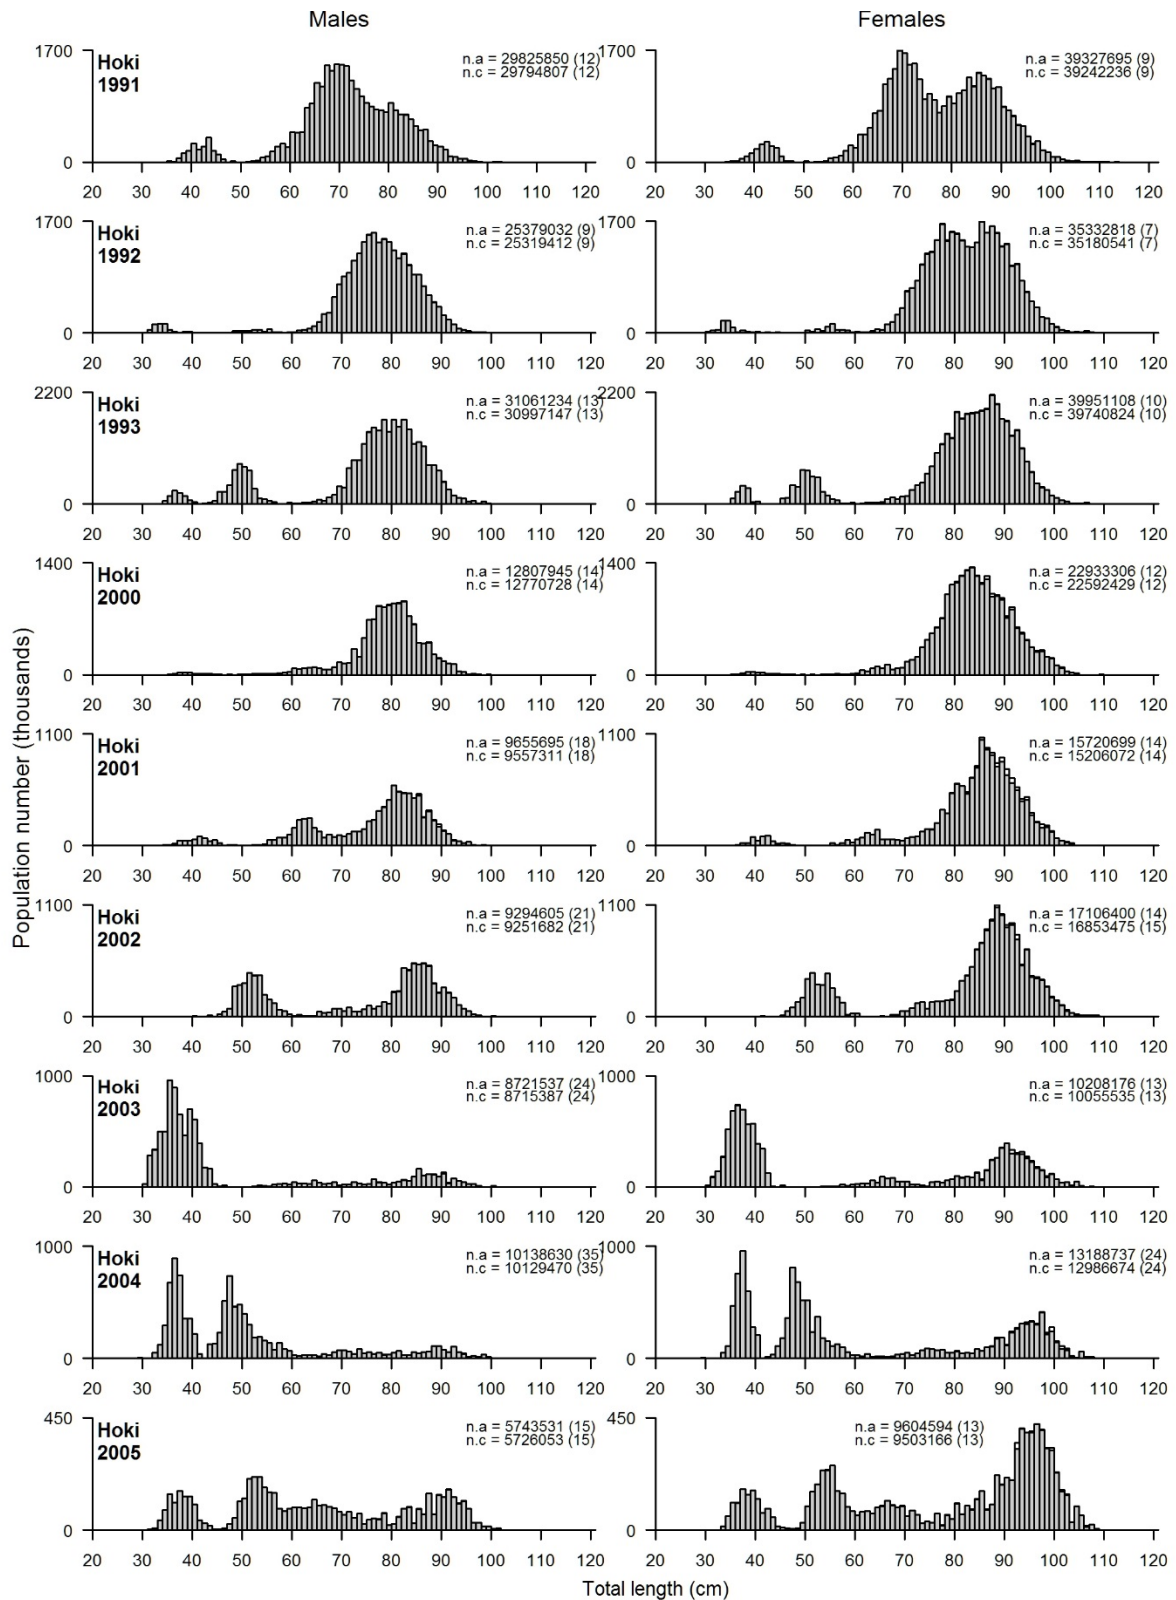 Males Females
Hoki
1991
1700
0
n.a = 29825850 (12)
n.c = 29794807 (12)
20 30 40 50 60 70 80 90 100 110 120
1700
0
n.a = 39327695 (9)
n.c = 39242236 (9)
20 30 40 50 60 70 80 90 100 110 120
Hoki
1992
1700
0
n.a = 25379032 (9)
n.c = 25319412 (9)
20 30 40 50 60 70 80 90 100 110 120
1700
0
n.a = 35332818 (7)
n.c = 35180541 (7)
20 30 40 50 60 70 80 90 100 110 120
Hoki
1993
2200
0
n.a = 31061234 (13)
n.c = 30997147 (13)
20 30 40 50 60 70 80 90 100 110 120
2200
0
n.a = 39951108 (10)
n.c = 39740824 (10)
20 30 40 50 60 70 80 90 100 110 120
Hoki
2000
1400
0
n.a = 12807945 (14)
n.c = 12770728 (14)
20 30 40 50 60 70 80 90 100 110 120
1400
0
n.a = 22933306 (12)
n.c = 22592429 (12)
20 30 40 50 60 70 80 90 100 110 120
Hoki
2001
1100
0
n.a = 9655695 (18)
n.c = 9557311 (18)
20 30 40 50 60 70 80 90 100 110 120
1100
0
n.a = 15720699 (14)
n.c = 15206072 (14)
20 30 40 50 60 70 80 90 100 110 120
Hoki
2002
1100
0
n.a = 9294605 (21)
n.c = 9251682 (21)
20 30 40 50 60 70 80 90 100 110 120
1100
0
n.a = 17106400 (14)
n.c = 16853475 (15)
20 30 40 50 60 70 80 90 100 110 120
Hoki
2003
1000
0
n.a = 8721537 (24)
n.c = 8715387 (24)
20 30 40 50 60 70 80 90 100 110 120
1000
0
n.a = 10208176 (13)
n.c = 10055535 (13)
20 30 40 50 60 70 80 90 100 110 120
Hoki
2004
1000
0
n.a = 10138630 (35)
n.c = 10129470 (35)
20 30 40 50 60 70 80 90 100 110 120
1000
0
n.a = 13188737 (24)
n.c = 12986674 (24)
20 30 40 50 60 70 80 90 100 110 120
Hoki
2005
450
0
n.a = 5743531 (15)
n.c = 5726053 (15)
20 30 40 50 60 70 80 90 100 110 120
450
0
n.a = 9604594 (13)
n.c = 9503166 (13)
20 30 40 50 60 70 80 90 100 110 120
Population number (thousands)
Total length (cm)